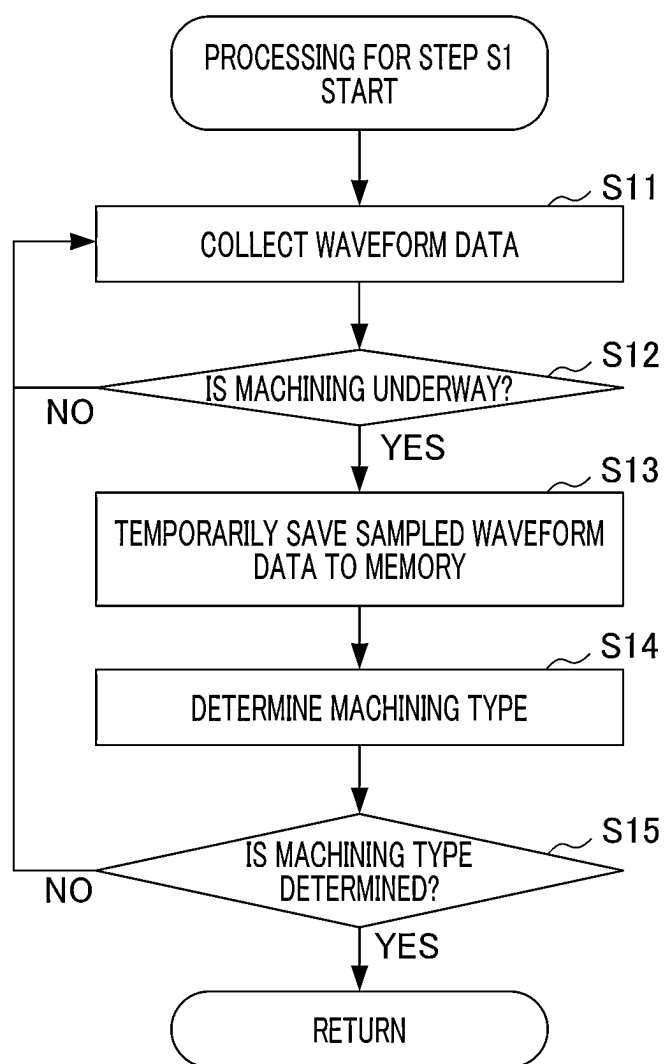 PROCESSING FOR STEP S1
START
S11
COLLECT WAVEFORM DATA
S12
IS MACHINING UNDERWAY?
NO
YES
S13
TEMPORARILY SAVE SAMPLED WAVEFORM
DATA TO MEMORY
S14
DETERMINE MACHINING TYPE
S15
IS MACHINING TYPE
DETERMINED?
NO
YES
RETURN